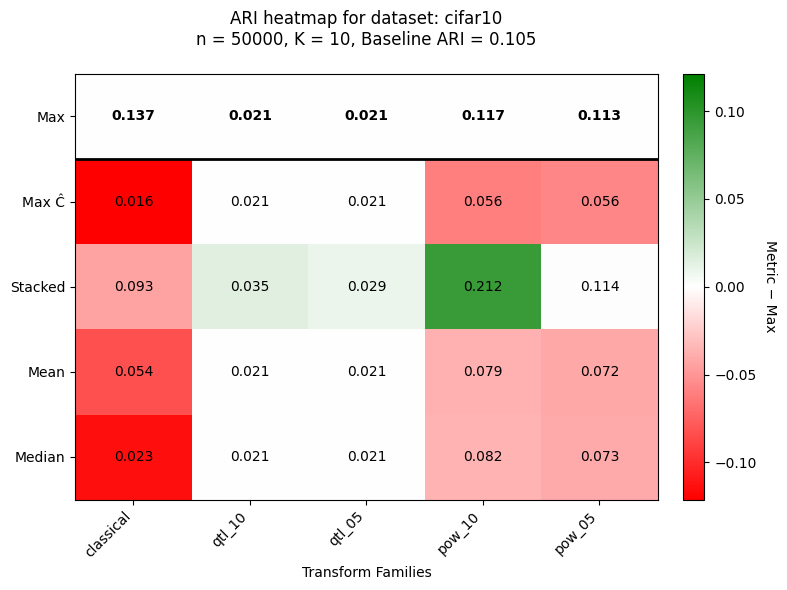 ARI heatmap for dataset: cifar10
n = 50000, K = 10, Baseline ARI = 0.105
Max 0.137 0.021 0.021 0.117 0.113
Max Ĉ 0.016 0.021 0.021 0.056 0.056
Stacked 0.093 0.035 0.029 0.212 0.114
Mean 0.054 0.021 0.021 0.079 0.072
Median 0.023 0.021 0.021 0.082 0.073
classical qtl_10 qtl_05 pow_10 pow_05
Transform Families
0.10
0.05
0.00
−0.05
−0.10
Metric − Max